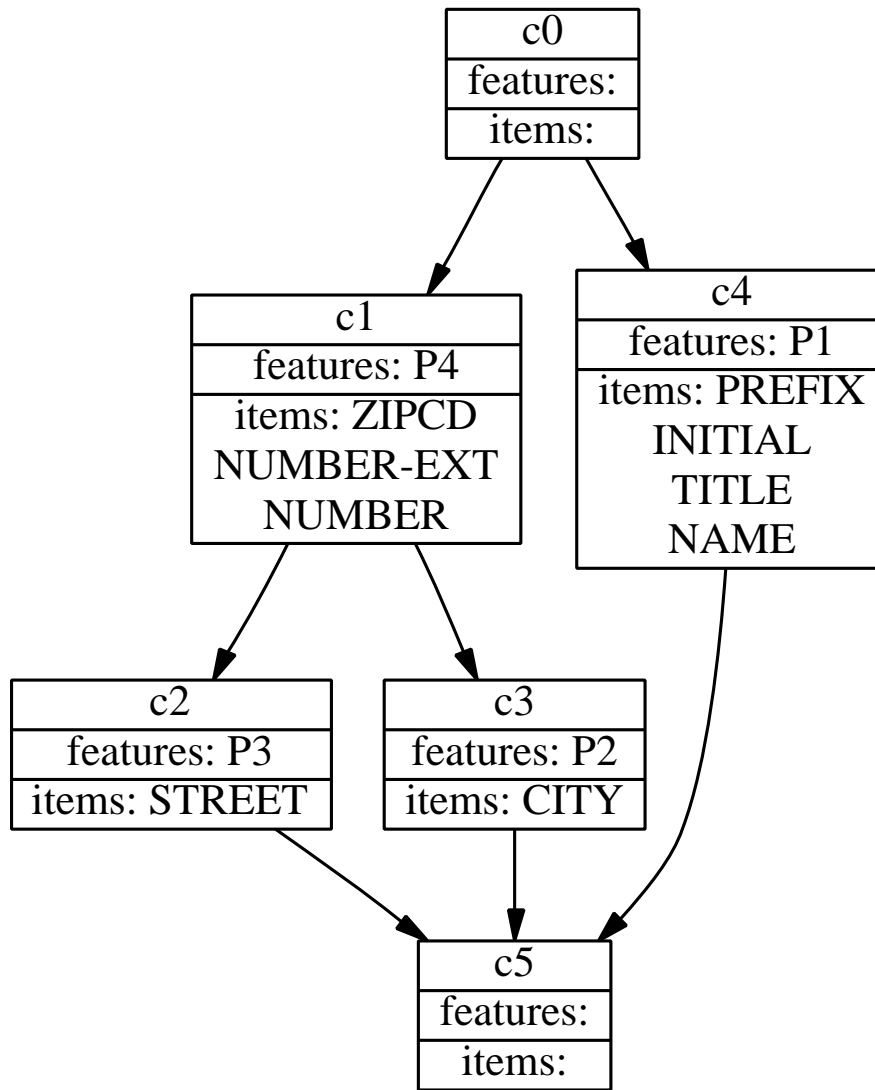 c0
features:
items:
c1
features: P4
items: ZIPCD
NUMBER-EXT
NUMBER
c4
features: P1
items: PREFIX
INITIAL
TITLE
NAME
c2
features: P3
items: STREET
c3
features: P2
items: CITY
c5
features:
items: